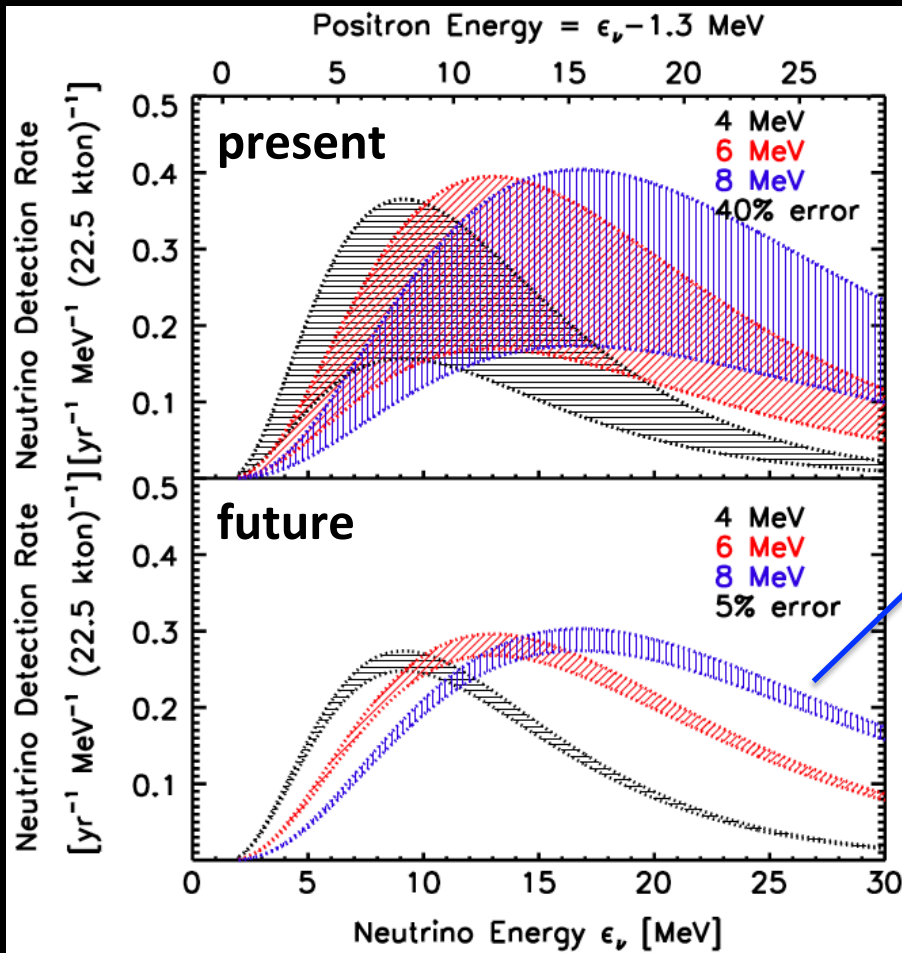 Positron Energy = ϵᵥ−1.3 MeV
0 5 10 15 20 25
Neutrino Detection Rate
[yr⁻¹ MeV⁻¹ (22.5 kton)⁻¹]
0.5
0.4
0.3
0.2
0.1
present
4 MeV
6 MeV
8 MeV
40% error
Neutrino Detection Rate
[yr⁻¹ MeV⁻¹ (22.5 kton)⁻¹]
0.5
0.4
0.3
0.2
0.1
future
4 MeV
6 MeV
8 MeV
5% error
0 5 10 15 20 25 30
Neutrino Energy ϵᵥ [MeV]